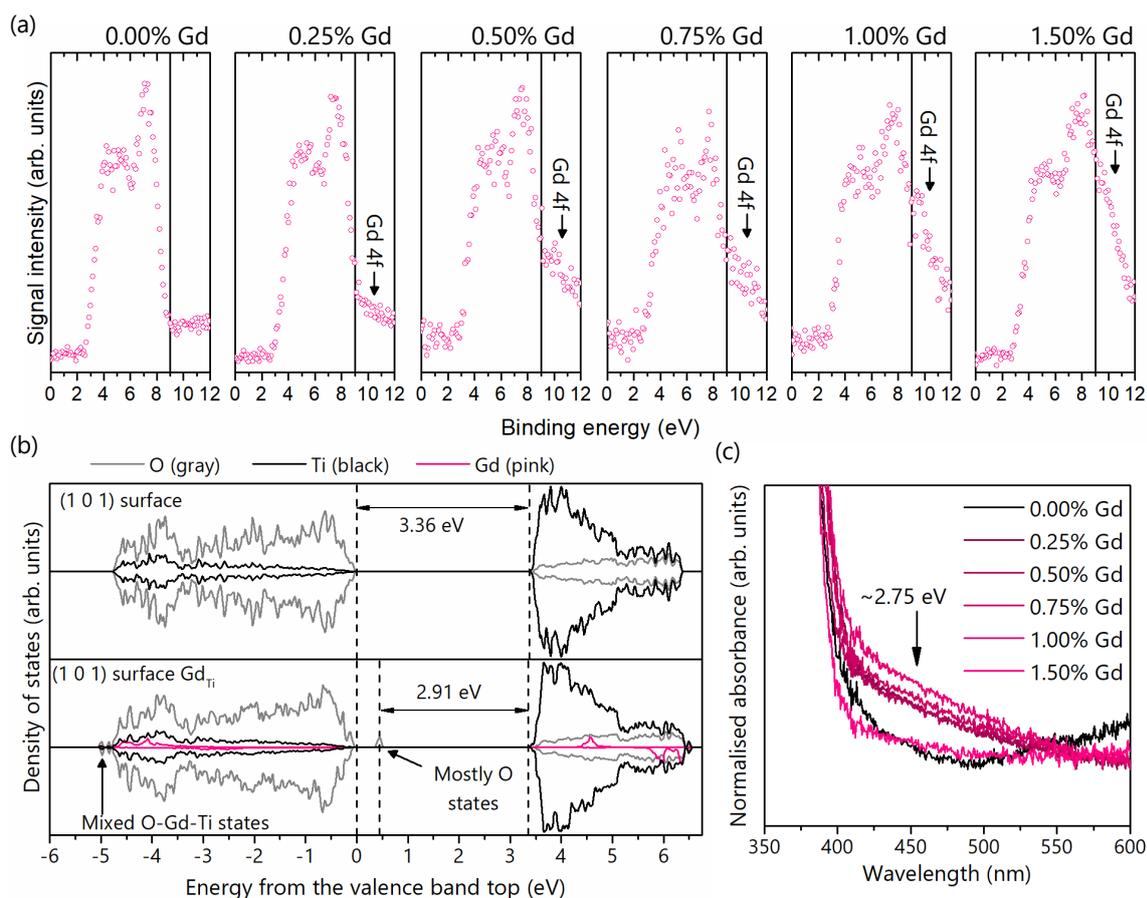 (a)
0.00% Gd 0.25% Gd 0.50% Gd 0.75% Gd 1.00% Gd 1.50% Gd
Signal intensity (arb. units)
Gd 4f
Gd 4f
Gd 4f
Gd 4f
Gd 4f
0 2 4 6 8 10 12 0 2 4 6 8 10 12 0 2 4 6 8 10 12 0 2 4 6 8 10 12 0 2 4 6 8 10 12 0 2 4 6 8 10 12
Binding energy (eV)
(b)
O (gray) Ti (black) Gd (pink)
Density of states (arb. units)
(1 0 1) surface
3.36 eV
(1 0 1) surface Gd_Ti
2.91 eV
Mostly O
states
Mixed O-Gd-Ti states
-6 -5 -4 -3 -2 -1 0 1 2 3 4 5 6
Energy from the valence band top (eV)
(c)
Normalised absorbance (arb. units)
0.00% Gd
0.25% Gd
0.50% Gd
0.75% Gd
1.00% Gd
1.50% Gd
~2.75 eV
350 400 450 500 550 600
Wavelength (nm)